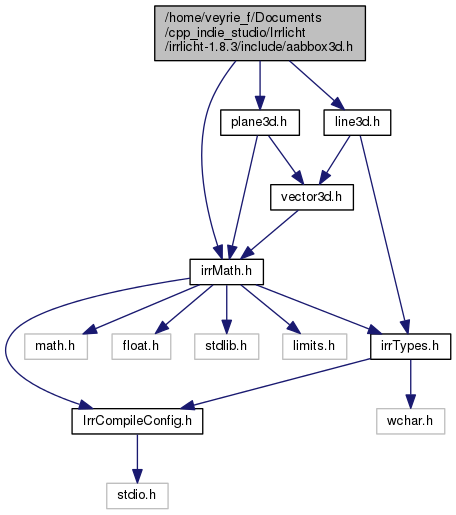 /home/veyrie_f/Documents
/cpp_indie_studio/Irrlicht
/irrlicht-1.8.3/include/aabbox3d.h
plane3d.h
line3d.h
vector3d.h
irrMath.h
math.h
float.h
stdlib.h
limits.h
irrTypes.h
IrrCompileConfig.h
wchar.h
stdio.h